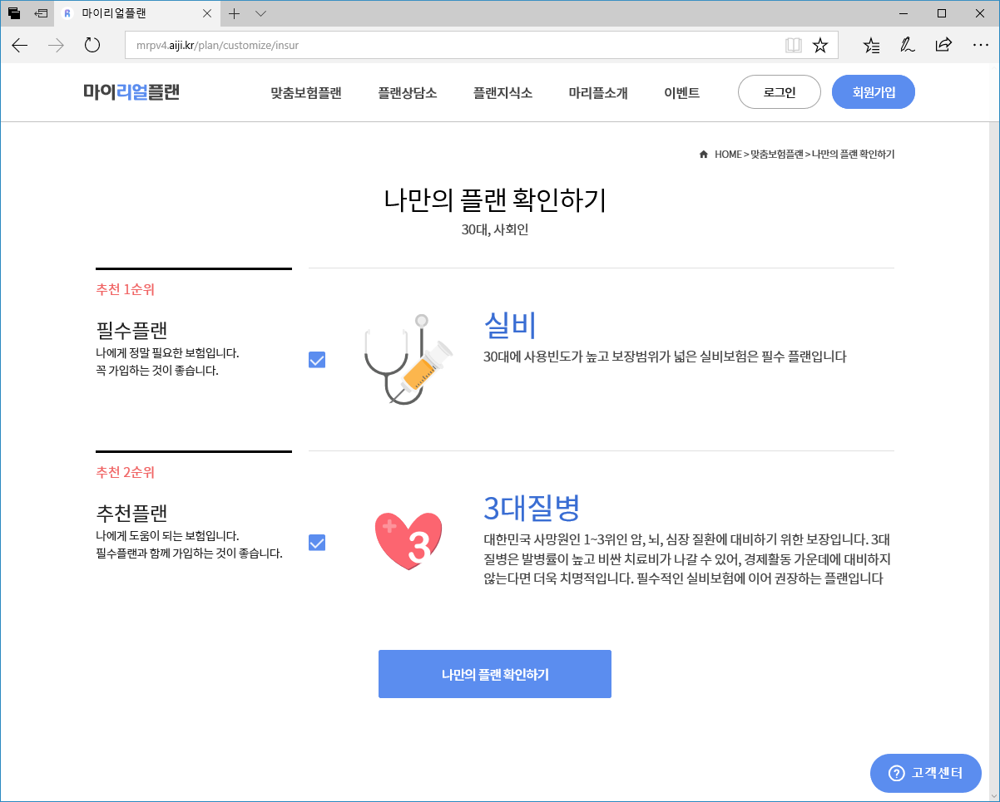 마이리얼플랜
mrpv4.aiji.kr/plan/customize/insur
마이리얼플랜
맞춤보험플랜
플랜상담소
플랜지식소
마리플소개
이벤트
로그인
회원가입
HOME > 맞춤보험플랜 > 나만의 플랜 확인하기
나만의 플랜 확인하기
30대, 사회인
추천 1순위
필수플랜
나에게 정말 필요한 보험입니다.
꼭 가입하는 것이 좋습니다.
실비
30대에 사용빈도가 높고 보장범위가 넓은 실비보험은 필수 플랜입니다
추천 2순위
추천플랜
나에게 도움이 되는 보험입니다.
필수플랜과 함께 가입하는 것이 좋습니다.
3
3대질병
대한민국 사망원인 1~3위인 암, 뇌, 심장 질환에 대비하기 위한 보장입니다. 3대
질병은 발병률이 높고 비싼 치료비가 나갈 수 있어, 경제활동 가운데에 대비하지
않는다면 더욱 치명적입니다. 필수적인 실비보험에 이어 권장하는 플랜입니다
나만의 플랜 확인하기
고객센터